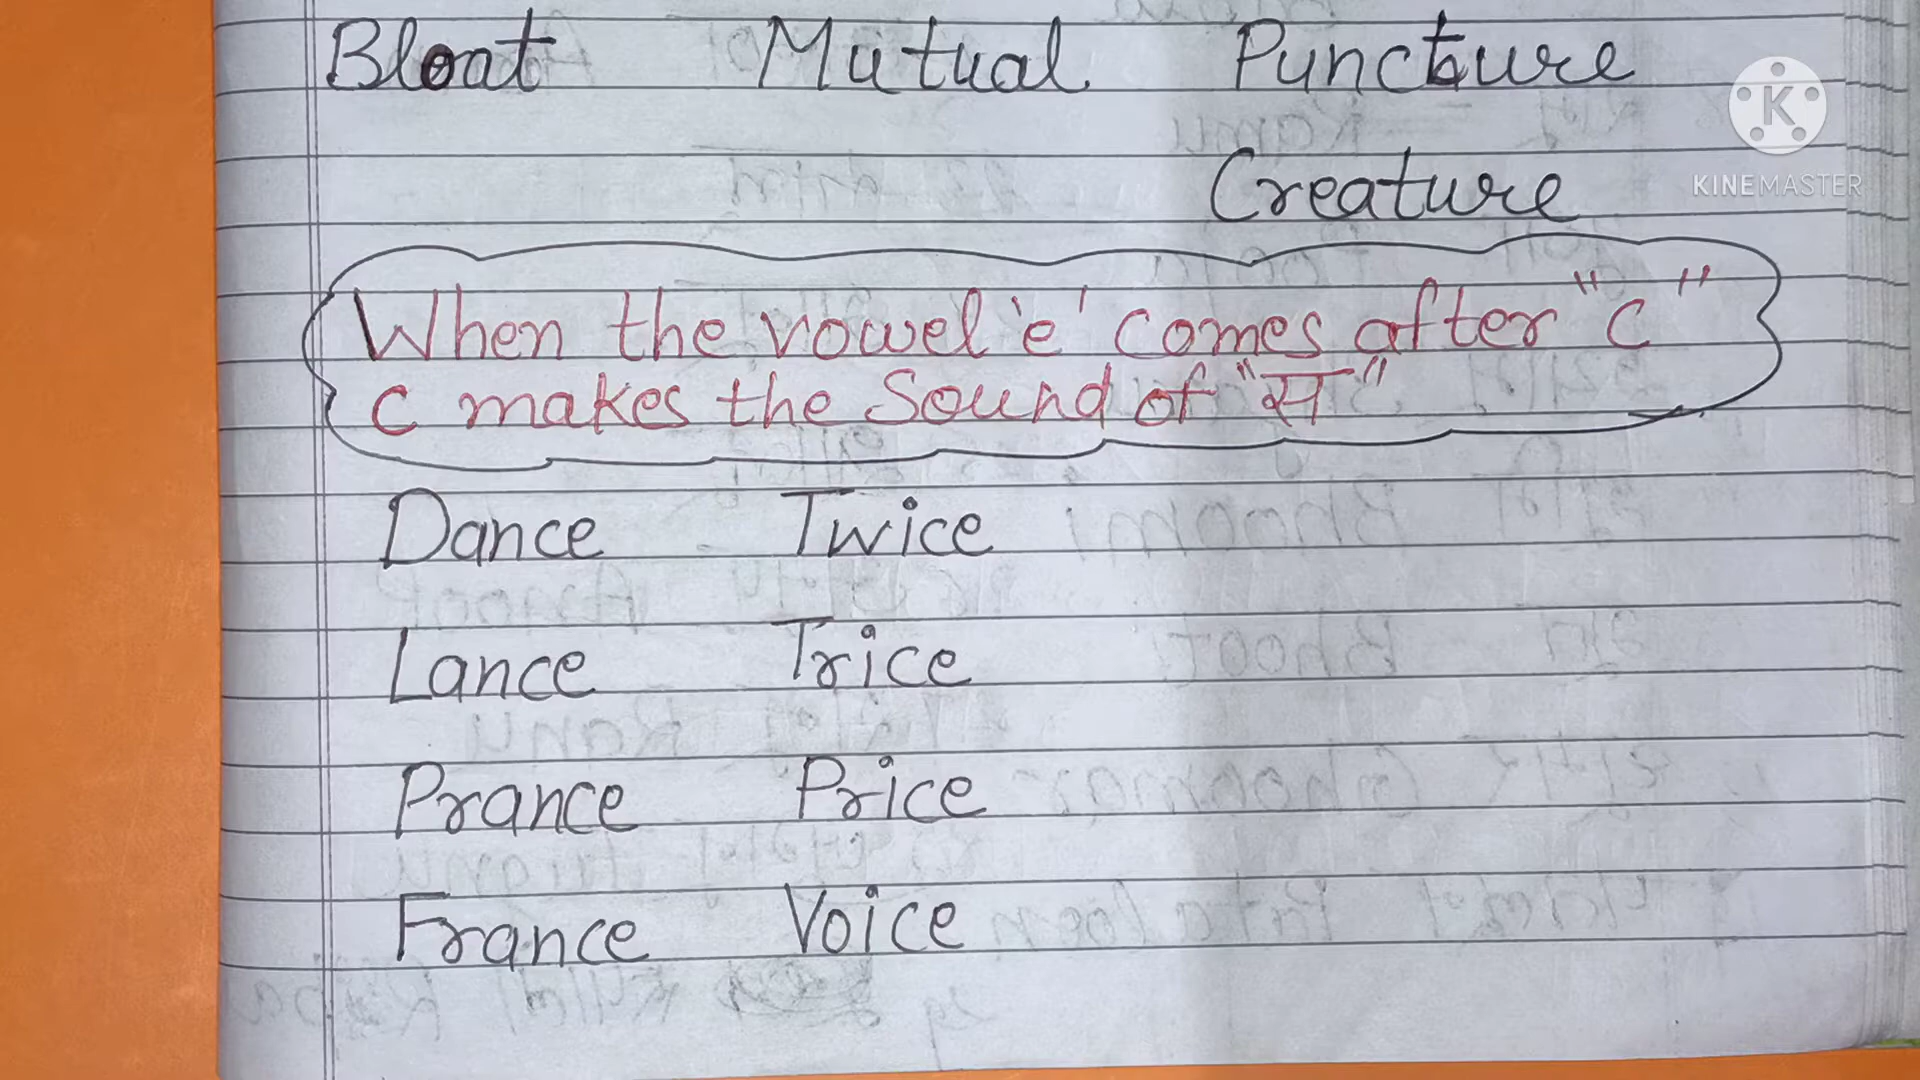 Bloat Mutual Puncture
Creature
KINEMASTER
When the vowel 'e' comes after "c"
c makes the Sound of "स"
Dance Twice
Lance Trice
Prance Price
France Voice